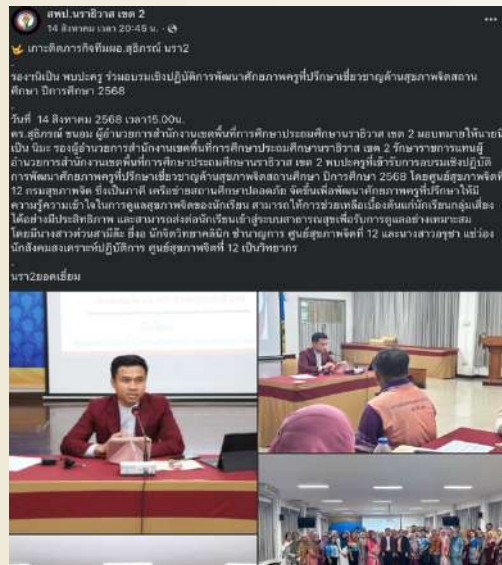 สพป.นราธิวาส เขต 2
14 สิงหาคม เวลา 20:45 น.
เกาะติดภารกิจทีมผอ.สุธิภรณ์ นรา2
.
รองฯนิเป็น พบปะครู ร่วมอบรมเชิงปฏิบัติการพัฒนาศักยภาพครูที่ปรึกษาเชี่ยวชาญด้านสุขภาพจิตสถาน
ศึกษา ปีการศึกษา 2568
.
วันที่ 14 สิงหาคม 2568 เวลา15.00น.
ดร.สุธิภรณ์ ขนอม ผู้อำนวยการสำนักงานเขตพื้นที่การศึกษาประถมศึกษานราธิวาส เขต 2 มอบหมายให้นายนิ
เป็น นิมะ รองผู้อำนวยการสำนักงานเขตพื้นที่การศึกษาประถมศึกษานราธิวาส เขต 2 รักษาราชการแทนผู้
อำนวยการสำนักงานเขตพื้นที่การศึกษาประถมศึกษานราธิวาส เขต 2 พบปะครูที่เข้ารับการอบรมเชิงปฏิบัติ
การพัฒนาศักยภาพครูที่ปรึกษาเชี่ยวชาญด้านสุขภาพจิตสถานศึกษา ปีการศึกษา 2568 โดยศูนย์สุขภาพจิตที่
12 กรมสุขภาพจิต ซึ่งเป็นภาคี เครือข่ายสถานศึกษาปลอดภัย จัดขึ้นเพื่อพัฒนาศักยภาพครูที่ปรึกษาให้มี
ความรู้ความเข้าใจในการดูแลสุขภาพจิตของนักเรียน สามารถให้การช่วยเหลือเบื้องต้นแก่นักเรียนกลุ่มเสี่ยง
ได้อย่างมีประสิทธิภาพ และสามารถส่งต่อนักเรียนเข้าสู่ระบบสาธารณสุขเพื่อรับการดูแลอย่างเหมาะสม
โดยมีนางสาวต่วนสามีล๊ะ ยี่งอ นักจิตวิทยาคลินิก ชำนาญการ ศูนย์สุขภาพจิตที่ 12 และนางสาวอรุชา แซ่ว่อง
นักสังคมสงเคราะห์ปฏิบัติการ ศูนย์สุขภาพจิตที่ 12 เป็นวิทยากร
.
นรา2ยอดเยี่ยม